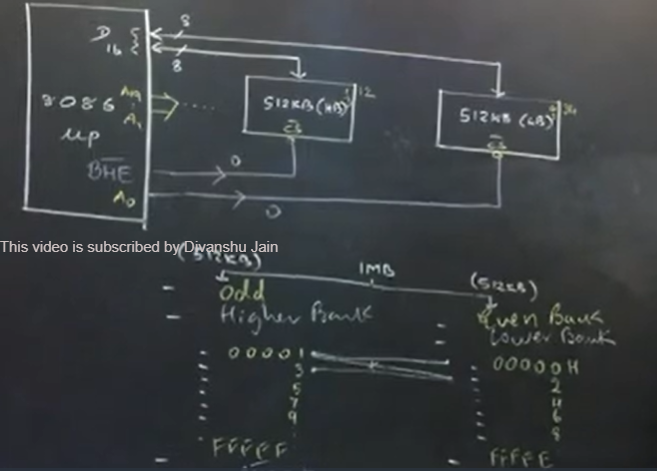 8
D
16
8
8086
A19
A1
μp
512KB (HB)
12
CS
512KB (LB)
34
CS
BHE
0
A0
0
This video is subscribed by Divanshu Jain
(512KB)
1MB
(512KB)
Odd
Even Bank
Higher Bank
Lower Bank
00001
00000H
3
2
5
4
7
6
9
8
FFFFF
FFFFE